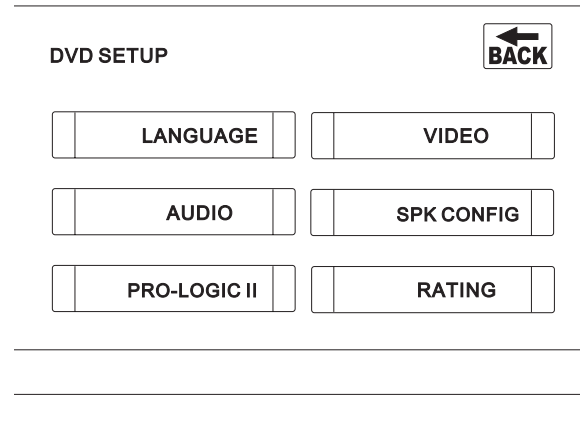 DVD SETUP
BACK
LANGUAGE
VIDEO
AUDIO
SPK CONFIG
PRO-LOGIC II
RATING